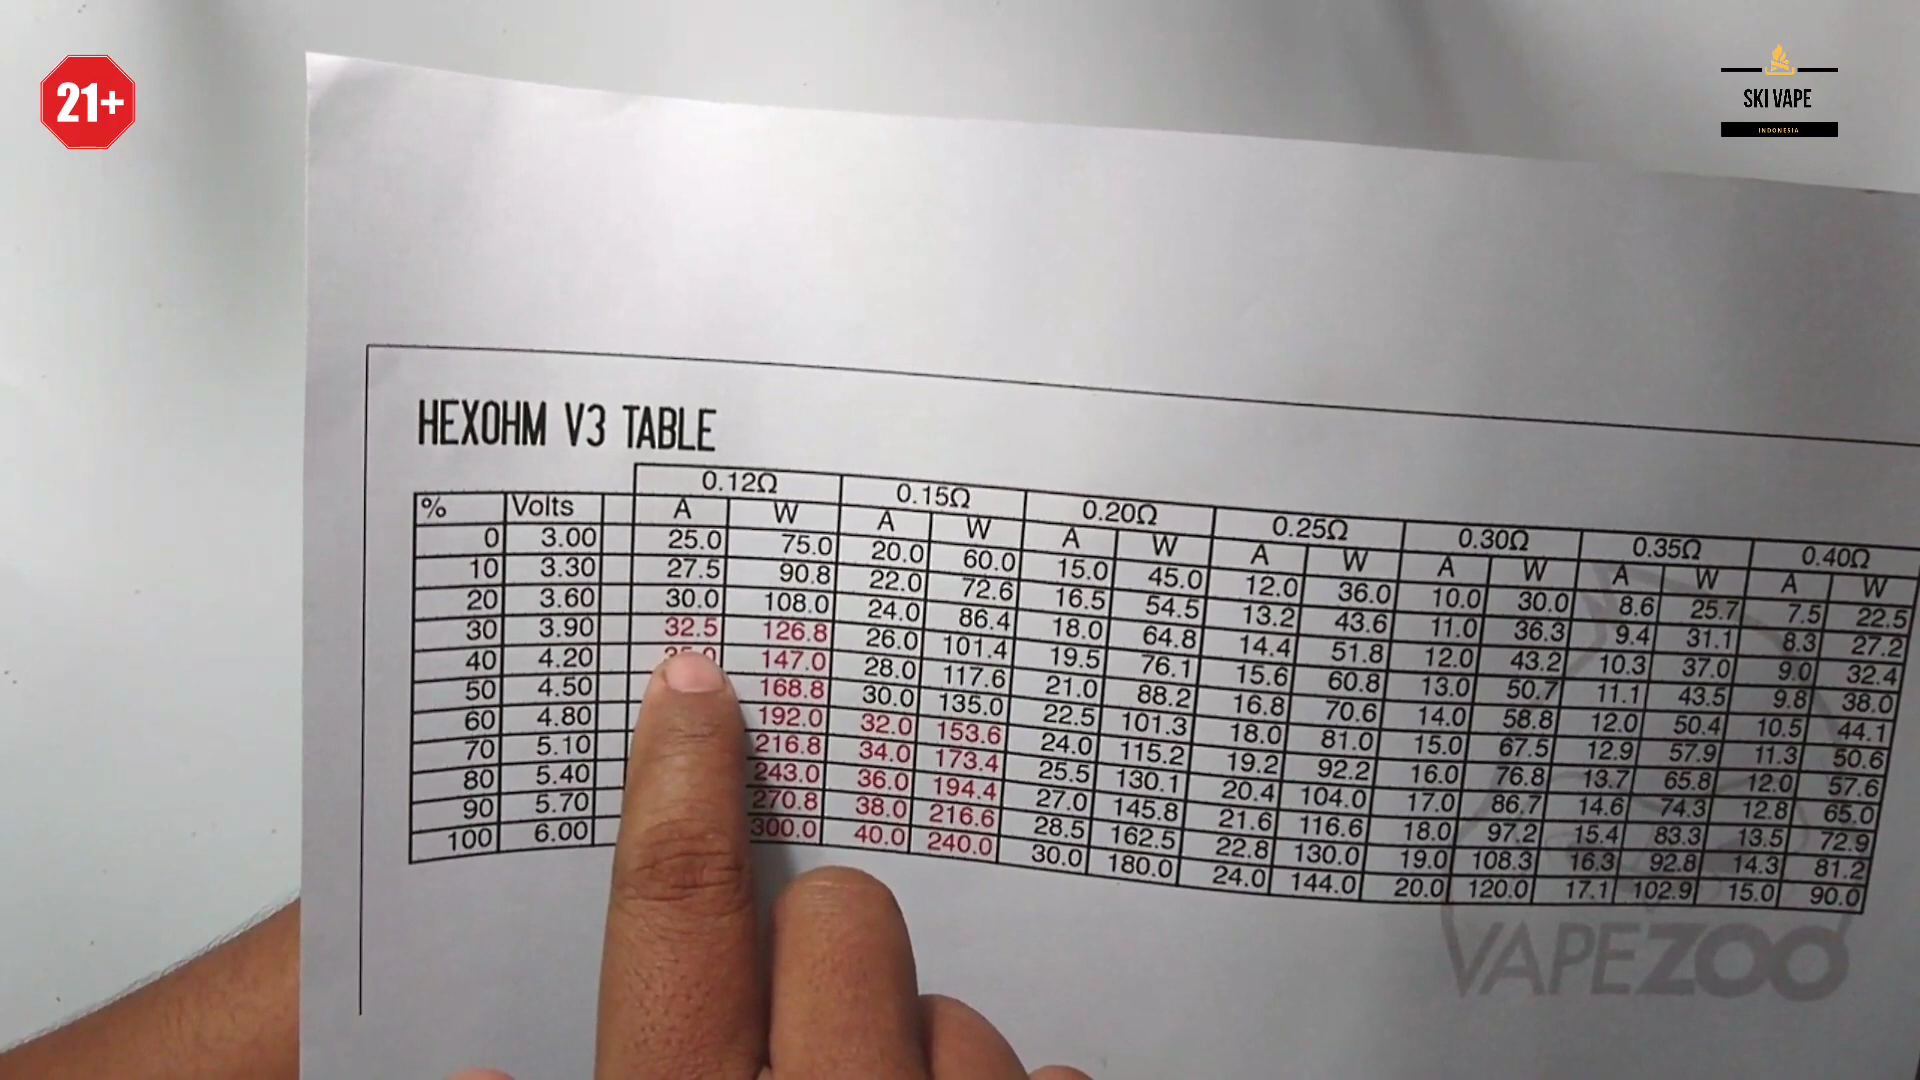 21+
SKI VAPE
INDONESIA
HEXOHM V3 TABLE
0.12Ω 0.15Ω 0.20Ω 0.25Ω 0.30Ω 0.35Ω 0.40Ω
% Volts A W A W A W A W A W A W A W
0 3.00 25.0 75.0 20.0 60.0 15.0 45.0 12.0 36.0 10.0 30.0 8.6 25.7 7.5 22.5
10 3.30 27.5 90.8 22.0 72.6 16.5 54.5 13.2 43.6 11.0 36.3 9.4 31.1 8.3 27.2
20 3.60 30.0 108.0 24.0 86.4 18.0 64.8 14.4 51.8 12.0 43.2 10.3 37.0 9.0 32.4
30 3.90 32.5 126.8 26.0 101.4 19.5 76.1 15.6 60.8 13.0 50.7 11.1 43.5 9.8 38.0
40 4.20 147.0 28.0 117.6 21.0 88.2 16.8 70.6 14.0 58.8 12.0 50.4 10.5 44.1
50 4.50 168.8 30.0 135.0 22.5 101.3 18.0 81.0 15.0 67.5 12.9 57.9 11.3 50.6
60 4.80 192.0 32.0 153.6 24.0 115.2 19.2 92.2 16.0 76.8 13.7 65.8 12.0 57.6
70 5.10 216.8 34.0 173.4 25.5 130.1 20.4 104.0 17.0 86.7 14.6 74.3 12.8 65.0
80 5.40 243.0 36.0 194.4 27.0 145.8 21.6 116.6 18.0 97.2 15.4 83.3 13.5 72.9
90 5.70 270.8 38.0 216.6 28.5 162.5 22.8 130.0 19.0 108.3 16.3 92.8 14.3 81.2
100 6.00 300.0 40.0 240.0 30.0 180.0 24.0 144.0 20.0 120.0 17.1 102.9 15.0 90.0
VAPEZOO